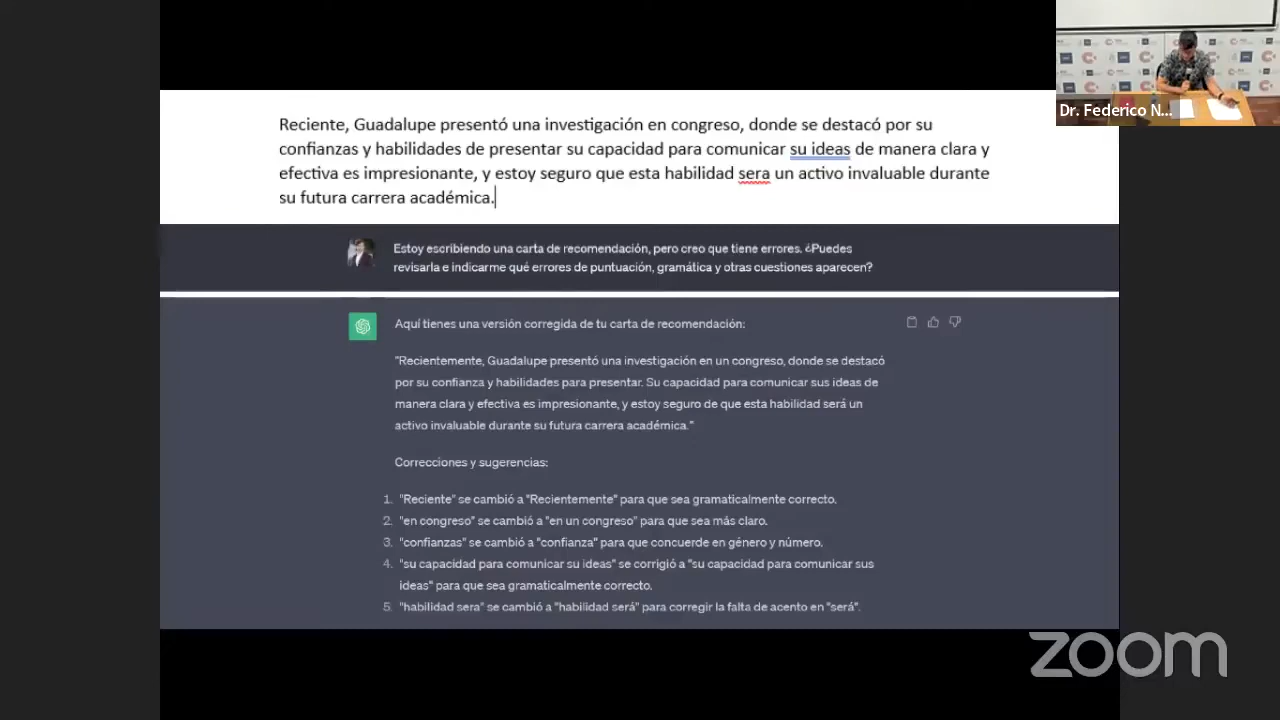 Reciente, Guadalupe presentó una investigación en congreso, donde se destacó por su
confianzas y habilidades de presentar su capacidad para comunicar su ideas de manera clara y
efectiva es impresionante, y estoy seguro que esta habilidad sera un activo invaluable durante
su futura carrera académica.
Dr. Federico N...
Estoy escribiendo una carta de recomendación, pero creo que tiene errores. ¿Puedes
revisarla e indicarme qué errores de puntuación, gramática y otras cuestiones aparecen?
Aquí tienes una versión corregida de tu carta de recomendación:
"Recientemente, Guadalupe presentó una investigación en un congreso, donde se destacó
por su confianza y habilidades para presentar. Su capacidad para comunicar sus ideas de
manera clara y efectiva es impresionante, y estoy seguro de que esta habilidad será un
activo invaluable durante su futura carrera académica."
Correcciones y sugerencias:
1. "Reciente" se cambió a "Recientemente" para que sea gramaticalmente correcto.
2. "en congreso" se cambió a "en un congreso" para que sea más claro.
3. "confianzas" se cambió a "confianza" para que concuerde en género y número.
4. "su capacidad para comunicar su ideas" se corrigió a "su capacidad para comunicar sus
ideas" para que sea gramaticalmente correcto.
5. "habilidad sera" se cambió a "habilidad será" para corregir la falta de acento en "será".
zoom